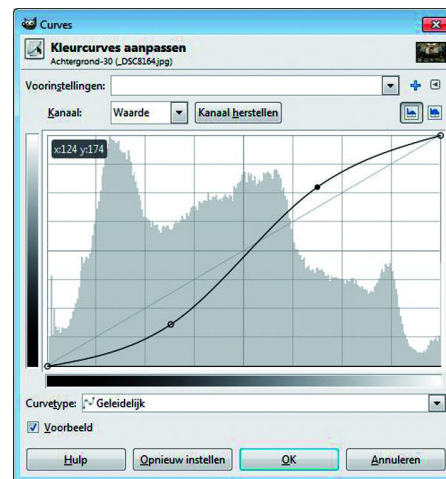 Curves
Kleurcurves aanpassen
Achtergrond-30 (_DSC8164.jpg)
Voorinstellingen:
Kanaal: Waarde Kanaal herstellen
x:124 y:174
Curvetype: Geleidelijk
Voorbeeld
Hulp Opnieuw instellen OK Annuleren